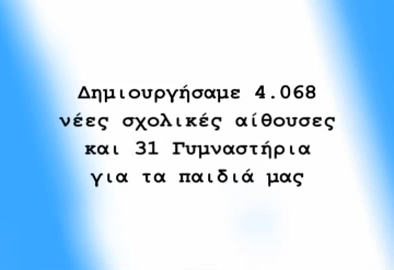 Δημιουργήσαμε 4.068
νέες σχολικές αίθουσες
και 31 Γυμναστήρια
για τα παιδιά μας